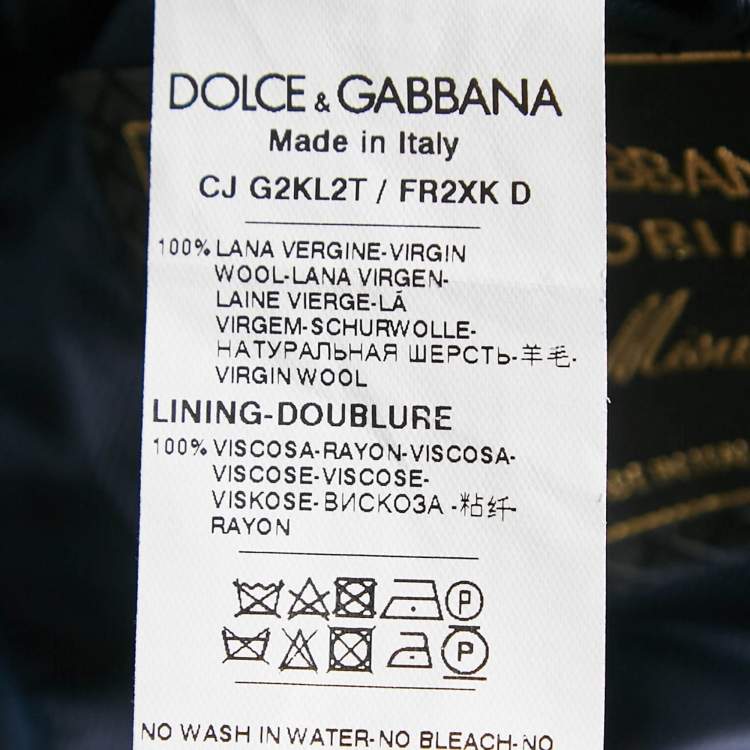 DOLCE & GABBANA
Made in Italy
CJ G2KL2T / FR2XK D
100% LANA VERGINE-VIRGIN
WOOL-LANA VIRGEN-
LAINE VIERGE-LÃ
VIRGEM-SCHURWOLLE-
НАТУРАЛЬНАЯ ШЕРСТЬ-羊毛-
VIRGIN WOOL
LINING-DOUBLURE
100% VISCOSA-RAYON-VISCOSA-
VISCOSE-VISCOSE-
VISKOSE-ВИСКОЗА -粘纤-
RAYON
P
P
NO WASH IN WATER-NO BLEACH-NO